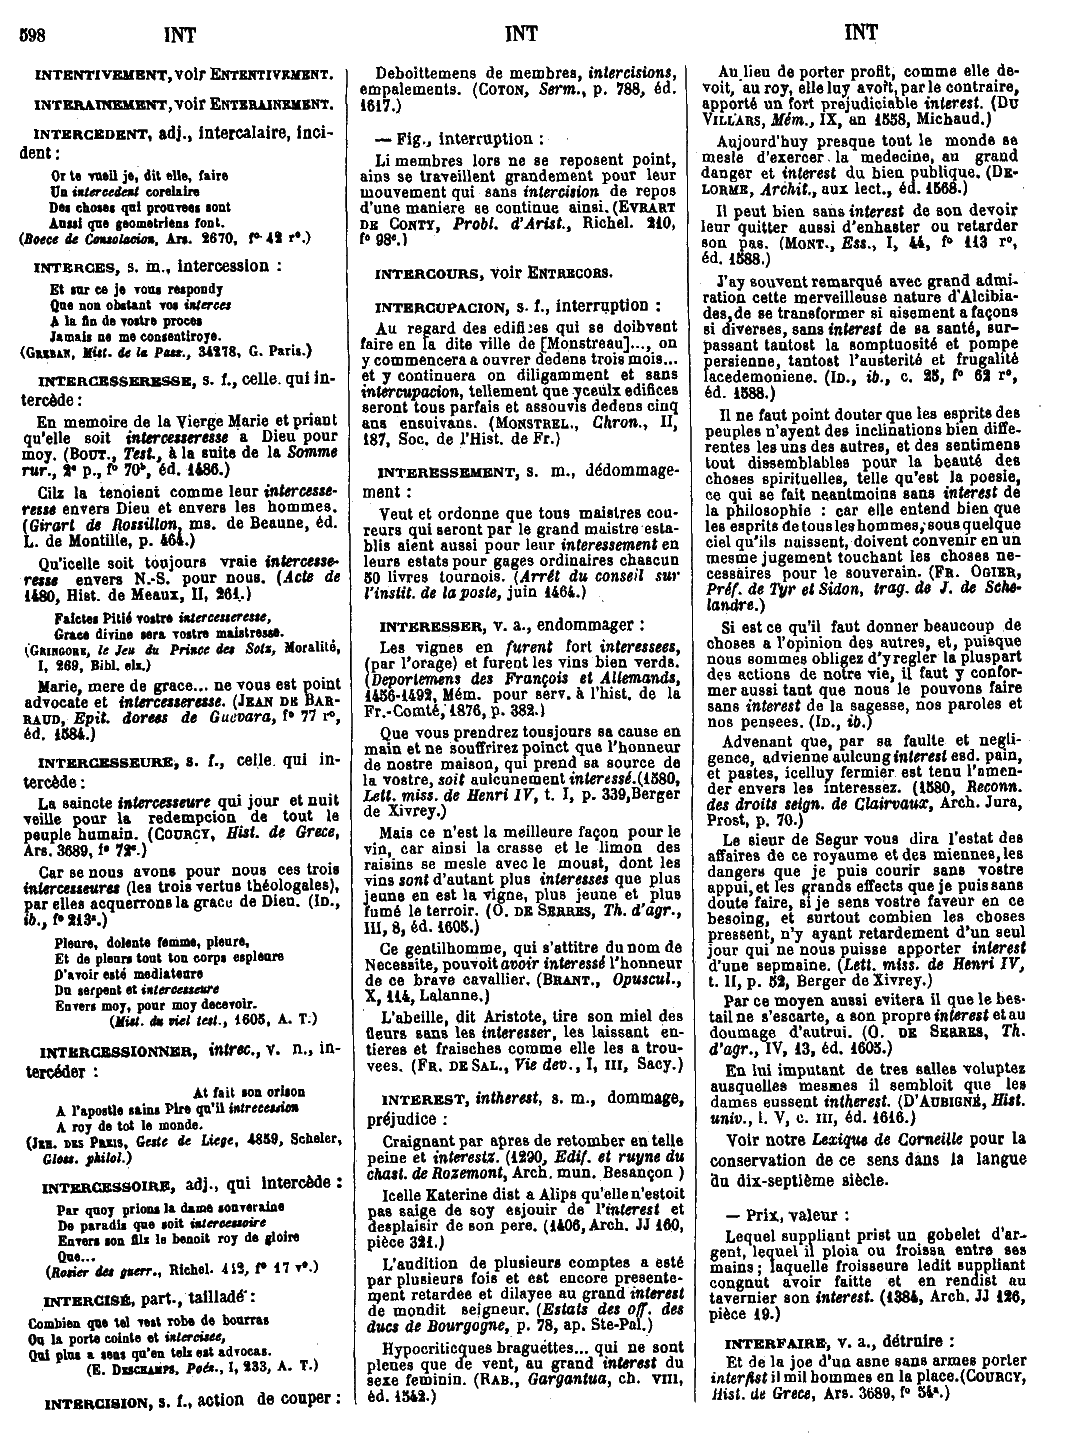 598 INT INT INT
INTENTIVEMENT, voir ENTENTIVEMENT.
INTERAINEMENT, voir ENTERAINEMENT.
INTERCEDENT, adj., intercalaire, inci-
dent :
Or te vueil je, dit elle, faire
Un intercedent corelaire
Des choses qui prouvees sont
Aussi que geometriens font.
(Boece de Consolacion, Ars. 2670, f° 42 r°.)
INTERCES, s. m., intercession :
Et sur ce je vous respondy
Que non obstant vos interces
A la fin de vostre proces
Jamais ne me consentiroye.
(GREBAN, Mist. de la Pass., 34278, G. Paris.)
INTERCESSERESSE, s. f., celle qui in-
tercède :
En memoire de la Vierge Marie et priant
qu'elle soit intercesseresse a Dieu pour
moy. (BOUT., Test., à la suite de la Somme
rur., 2e p., f° 70b, éd. 1486.)
Cilz la tenoient comme leur intercesse-
resse envers Dieu et envers les hommes.
(Girart de Rossillon, ms. de Beaune, éd.
L. de Montille, p. 464.)
Qu'icelle soit toujours vraie intercesse-
resse envers N.-S. pour nous. (Acte de
1480, Hist. de Meaux, II, 261.)
Faictes Pitié vostre intercesseresse,
Grace divine sera vostre maistresse.
(GRINGORE, le Jeu du Prince des Sotz, Moralité,
I, 269, Bibl. elz.)
Marie, mere de grace... ne vous est point
advocate et intercesseresse. (JEAN DE BAR-
RAUD, Epit. dorees de Guevara, f° 77 r°,
éd. 1584.)
INTERCESSEURE, s. f., celle qui in-
tercède :
La saincte intercesseure qui jour et nuit
veille pour la redempcion de tout le
peuple humain. (COURCY, Hist. de Grece,
Ars. 3689, f° 72c.)
Car se nous avons pour nous ces trois
intercesseures (les trois vertus théologales),
par elles acquerrons la grace de Dieu. (ID.,
ib., f° 213a.)
Pleure, dolente femme, pleure,
Et de pleurs tout ton corps espleure
D'avoir esté mediateure
Du serpent et intercesseure
Envers moy, pour moy decevoir.
(Mist. du viel test., 1605, A. T.)
INTERCESSIONNER, intrec., v. n., in-
tercéder :
At fait son orison
A l'apostle sains Pire qu'il intrecession
A roy de tot le monde.
(JEH. DES PREIS, Geste de Liege, 4859, Scheler,
Gloss. philol.)
INTERCESSOIRE, adj., qui intercède :
Par quoy prions la dame souveraine
De paradis que soit intercessoire
Envers son filz le benoit roy de gloire
Que...
(Rosier des guerr., Richel. 442, f° 17 v°.)
INTERCISÉ, part., tailladé :
Combien que tel vest robe de bourras
Ou la porte cointe et intercisee,
Qui plus a sens qu'en telz est advocas.
(E. DESCHAMPS, Poés., I, 233, A. T.)
INTERCISION, s. f., action de couper :
Deboittemens de membres, intercisions,
empalements. (COTON, Serm., p. 788, éd.
1617.)
— Fig., interruption :
Li membres lors ne se reposent point,
ains se traveillent grandement pour leur
mouvement qui sans intercision de repos
d'une maniere se continue ainsi. (EVRART
DE CONTY, Probl. d'Arist., Richel. 210,
f° 98c.)
INTERCOURS, voir ENTRECORS.
INTERCUPACION, s. f., interruption :
Au regard des edifices qui se doibvent
faire en la dite ville de [Monstreau]..., on
y commencera a ouvrer dedens trois mois...
et y continuera on diligamment et sans
intercupacion, tellement que yceulx edifices
seront tous parfais et assouvis dedens cinq
ans ensuivans. (MONSTREL., Chron., II,
187, Soc. de l'Hist. de Fr.)
INTERESSEMENT, s. m., dédommage-
ment :
Veut et ordonne que tous maistres cou-
reurs qui seront par le grand maistre esta-
blis aient aussi pour leur interessement en
leurs estats pour gages ordinaires chascun
50 livres tournois. (Arrêt du conseil sur
l'instit. de la poste, juin 1464.)
INTERESSER, v. a., endommager :
Les vignes en furent fort interessees,
(par l'orage) et furent les vins bien verds.
(Deportemens des François et Allemands,
1456-1492, Mém. pour serv. à l'hist. de la
Fr.-Comté, 1876, p. 382.)
Que vous prendrez tousjours sa cause en
main et ne souffrirez poinct que l'honneur
de nostre maison, qui prend sa source de
la vostre, soit aulcunement interessé. (1580,
Lett. miss. de Henri IV, t. I, p. 339, Berger
de Xivrey.)
Mais ce n'est la meilleure façon pour le
vin, car ainsi la crasse et le limon des
raisins se mesle avec le moust, dont les
vins sont d'autant plus interesses que plus
jeune en est la vigne, plus jeune et plus
fumé le terroir. (O. DE SERRES, Th. d'agr.,
III, 8, éd. 1605.)
Ce gentilhomme, qui s'attitre du nom de
Necessite, pouvoit avoir interessé l'honneur
de ce brave cavallier. (BRANT., Opuscul.,
X, 114, Lalanne.)
L'abeille, dit Aristote, tire son miel des
fleurs sans les interesser, les laissant en-
tieres et fraisches comme elle les a trou-
vees. (FR. DE SAL., Vie dev., I, III, Sacy.)
INTEREST, intherest, s. m., dommage,
préjudice :
Craignant par apres de retomber en telle
peine et interestz. (1290, Edif. et ruyne du
chast. de Rozemont, Arch. mun. Besançon )
Icelle Katerine dist a Alips qu'elle n'estoit
pas saige de soy esjouir de l'interest et
desplaisir de son pere. (1406, Arch. JJ 160,
pièce 321.)
L'audition de plusieurs comptes a esté
par plusieurs fois et est encore presente-
ment retardee et dilayee au grand interest
de mondit seigneur. (Estats des off. des
ducs de Bourgogne, p. 78, ap. Ste-Pal.)
Hypocriticques braguettes... qui ne sont
plenes que de vent, au grand interest du
sexe feminin. (RAB., Gargantua, ch. VIII,
éd. 1542.)
Au lieu de porter profit, comme elle de-
voit, au roy, elle luy avoit, par le contraire,
apporté un fort prejudiciable interest. (DU
VILLARS, Mém., IX, an 1558, Michaud.)
Aujourd'huy presque tout le monde se
mesle d'exercer la medecine, au grand
danger et interest du bien publique. (DE-
LORME, Archit., aux lect., éd. 1568.)
Il peut bien sans interest de son devoir
leur quitter aussi d'enhaster ou retarder
son pas. (MONT., Ess., I, 44, f° 113 r°,
éd. 1588.)
J'ay souvent remarqué avec grand admi-
ration cette merveilleuse nature d'Alcibia-
des, de se transformer si aisement a façons
si diverses, sans interest de sa santé, sur-
passant tantost la somptuosité et pompe
persienne, tantost l'austerité et frugalité
lacedemoniene. (ID., ib., c. 25, f° 62 r°,
éd. 1588.)
Il ne faut point douter que les esprits des
peuples n'ayent des inclinations bien diffe-
rentes les uns des autres, et des sentimens
tout dissemblables pour la beauté des
choses spirituelles, telle qu'est la poesie,
ce qui se fait neantmoins sans interest de
la philosophie : car elle entend bien que
les esprits de tous les hommes, sous quelque
ciel qu'ils naissent, doivent convenir en un
mesme jugement touchant les choses ne-
cessaires pour le souverain. (FR. OGIER,
Préf. de Tyr et Sidon, trag. de J. de Sche-
landre.)
Si est ce qu'il faut donner beaucoup de
choses a l'opinion des autres, et, puisque
nous sommes obligez d'y regler la pluspart
des actions de notre vie, il faut y confor-
mer aussi tant que nous le pouvons faire
sans interest de la sagesse, nos paroles et
nos pensees. (ID., ib.)
Advenant que, par sa faulte et negli-
gence, advienne aulcung interest esd. pain,
et pastes, icelluy fermier est tenu l'amen-
der envers les interessez. (1580, Reconn.
des droits seign. de Clairvaux, Arch. Jura,
Prost, p. 70.)
Le sieur de Segur vous dira l'estat des
affaires de ce royaume et des miennes, les
dangers que je puis courir sans vostre
appui, et les grands effects que je puis sans
doute faire, si je sens vostre faveur en ce
besoing, et surtout combien les choses
pressent, n'y ayant retardement d'un seul
jour qui ne nous puisse apporter interest
d'une sepmaine. (Lett. miss. de Henri IV,
t. II, p. 52, Berger de Xivrey.)
Par ce moyen aussi evitera il que le bes-
tail ne s'escarte, a son propre interest et au
doumage d'autrui. (O. DE SERRES, Th.
d'agr., IV, 13, éd. 1605.)
En lui imputant de tres salles voluptez
ausquelles mesmes il sembloit que les
dames eussent intherest. (D'AUBIGNÉ, Hist.
univ., l. V, c. III, éd. 1616.)
Voir notre Lexique de Corneille pour la
conservation de ce sens dans la langue
du dix-septième siècle.
— Prix, valeur :
Lequel suppliant prist un gobelet d'ar-
gent, lequel il ploia ou froissa entre ses
mains ; laquelle froisseure ledit suppliant
congnut avoir faitte et en rendist au
tavernier son interest. (1384, Arch. JJ 126,
pièce 19.)
INTERFAIRE, v. a., détruire :
Et de la joe d'un asne sans armes porter
interfist il mil hommes en la place. (COURCY,
Hist. de Grece, Ars. 3689, f° 54a.)